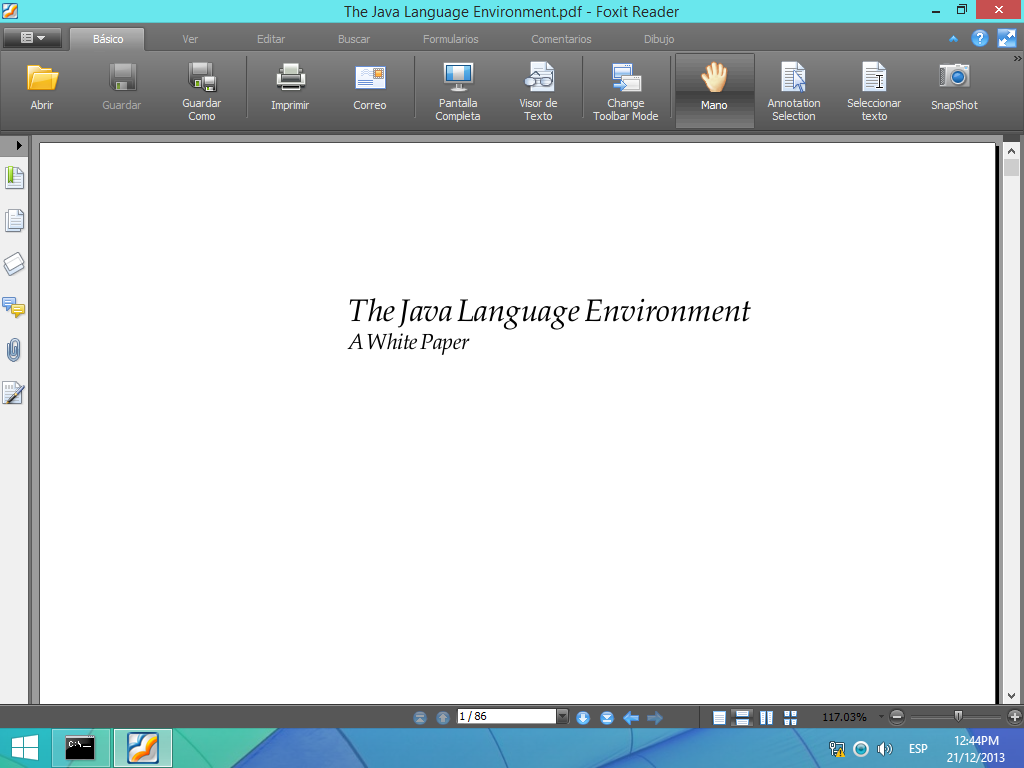 The Java Language Environment.pdf - Foxit Reader
Básico Ver Editar Buscar Formularios Comentarios Dibujo
Abrir
Guardar
Guardar
Como
Imprimir
Correo
Pantalla
Completa
Visor de
Texto
Change
Toolbar Mode
Mano
Annotation
Selection
Seleccionar
texto
SnapShot
The Java Language Environment
A White Paper
1 / 86
117.03%
C:\_
ESP
12:44PM
21/12/2013